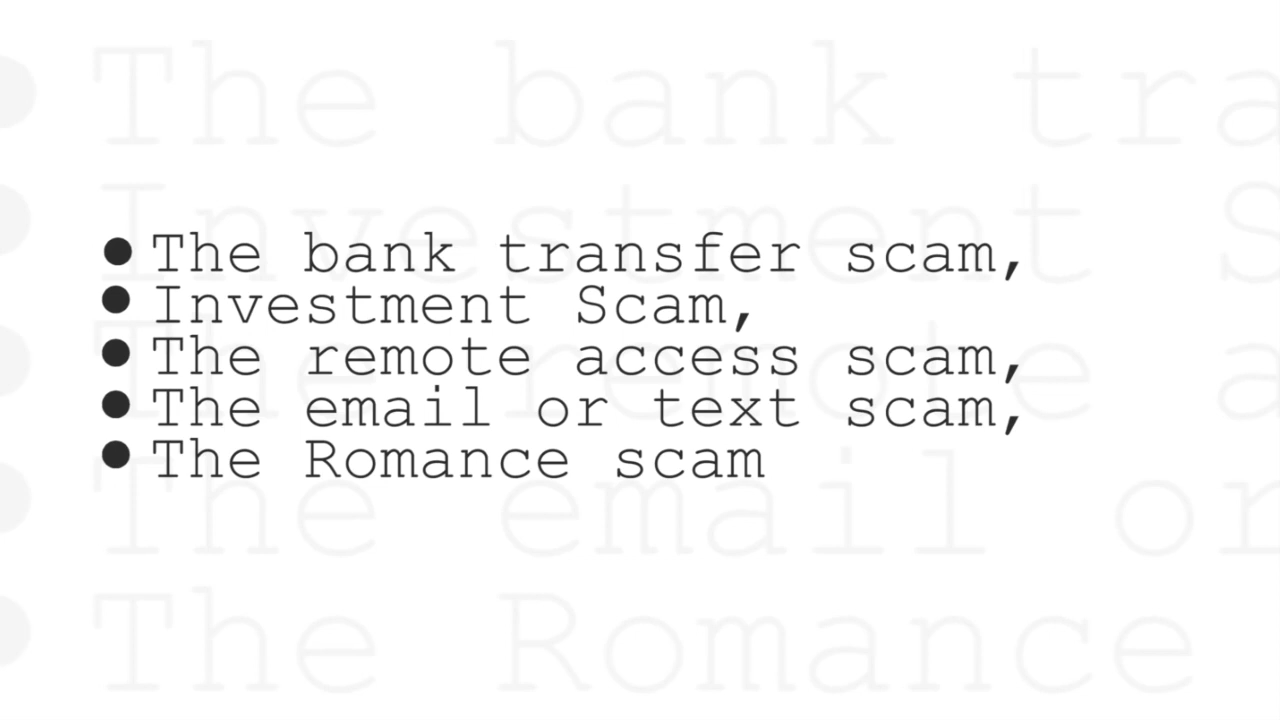 ● The bank transfer scam,
● Investment Scam,
● The remote access scam,
● The email or text scam,
● The Romance scam